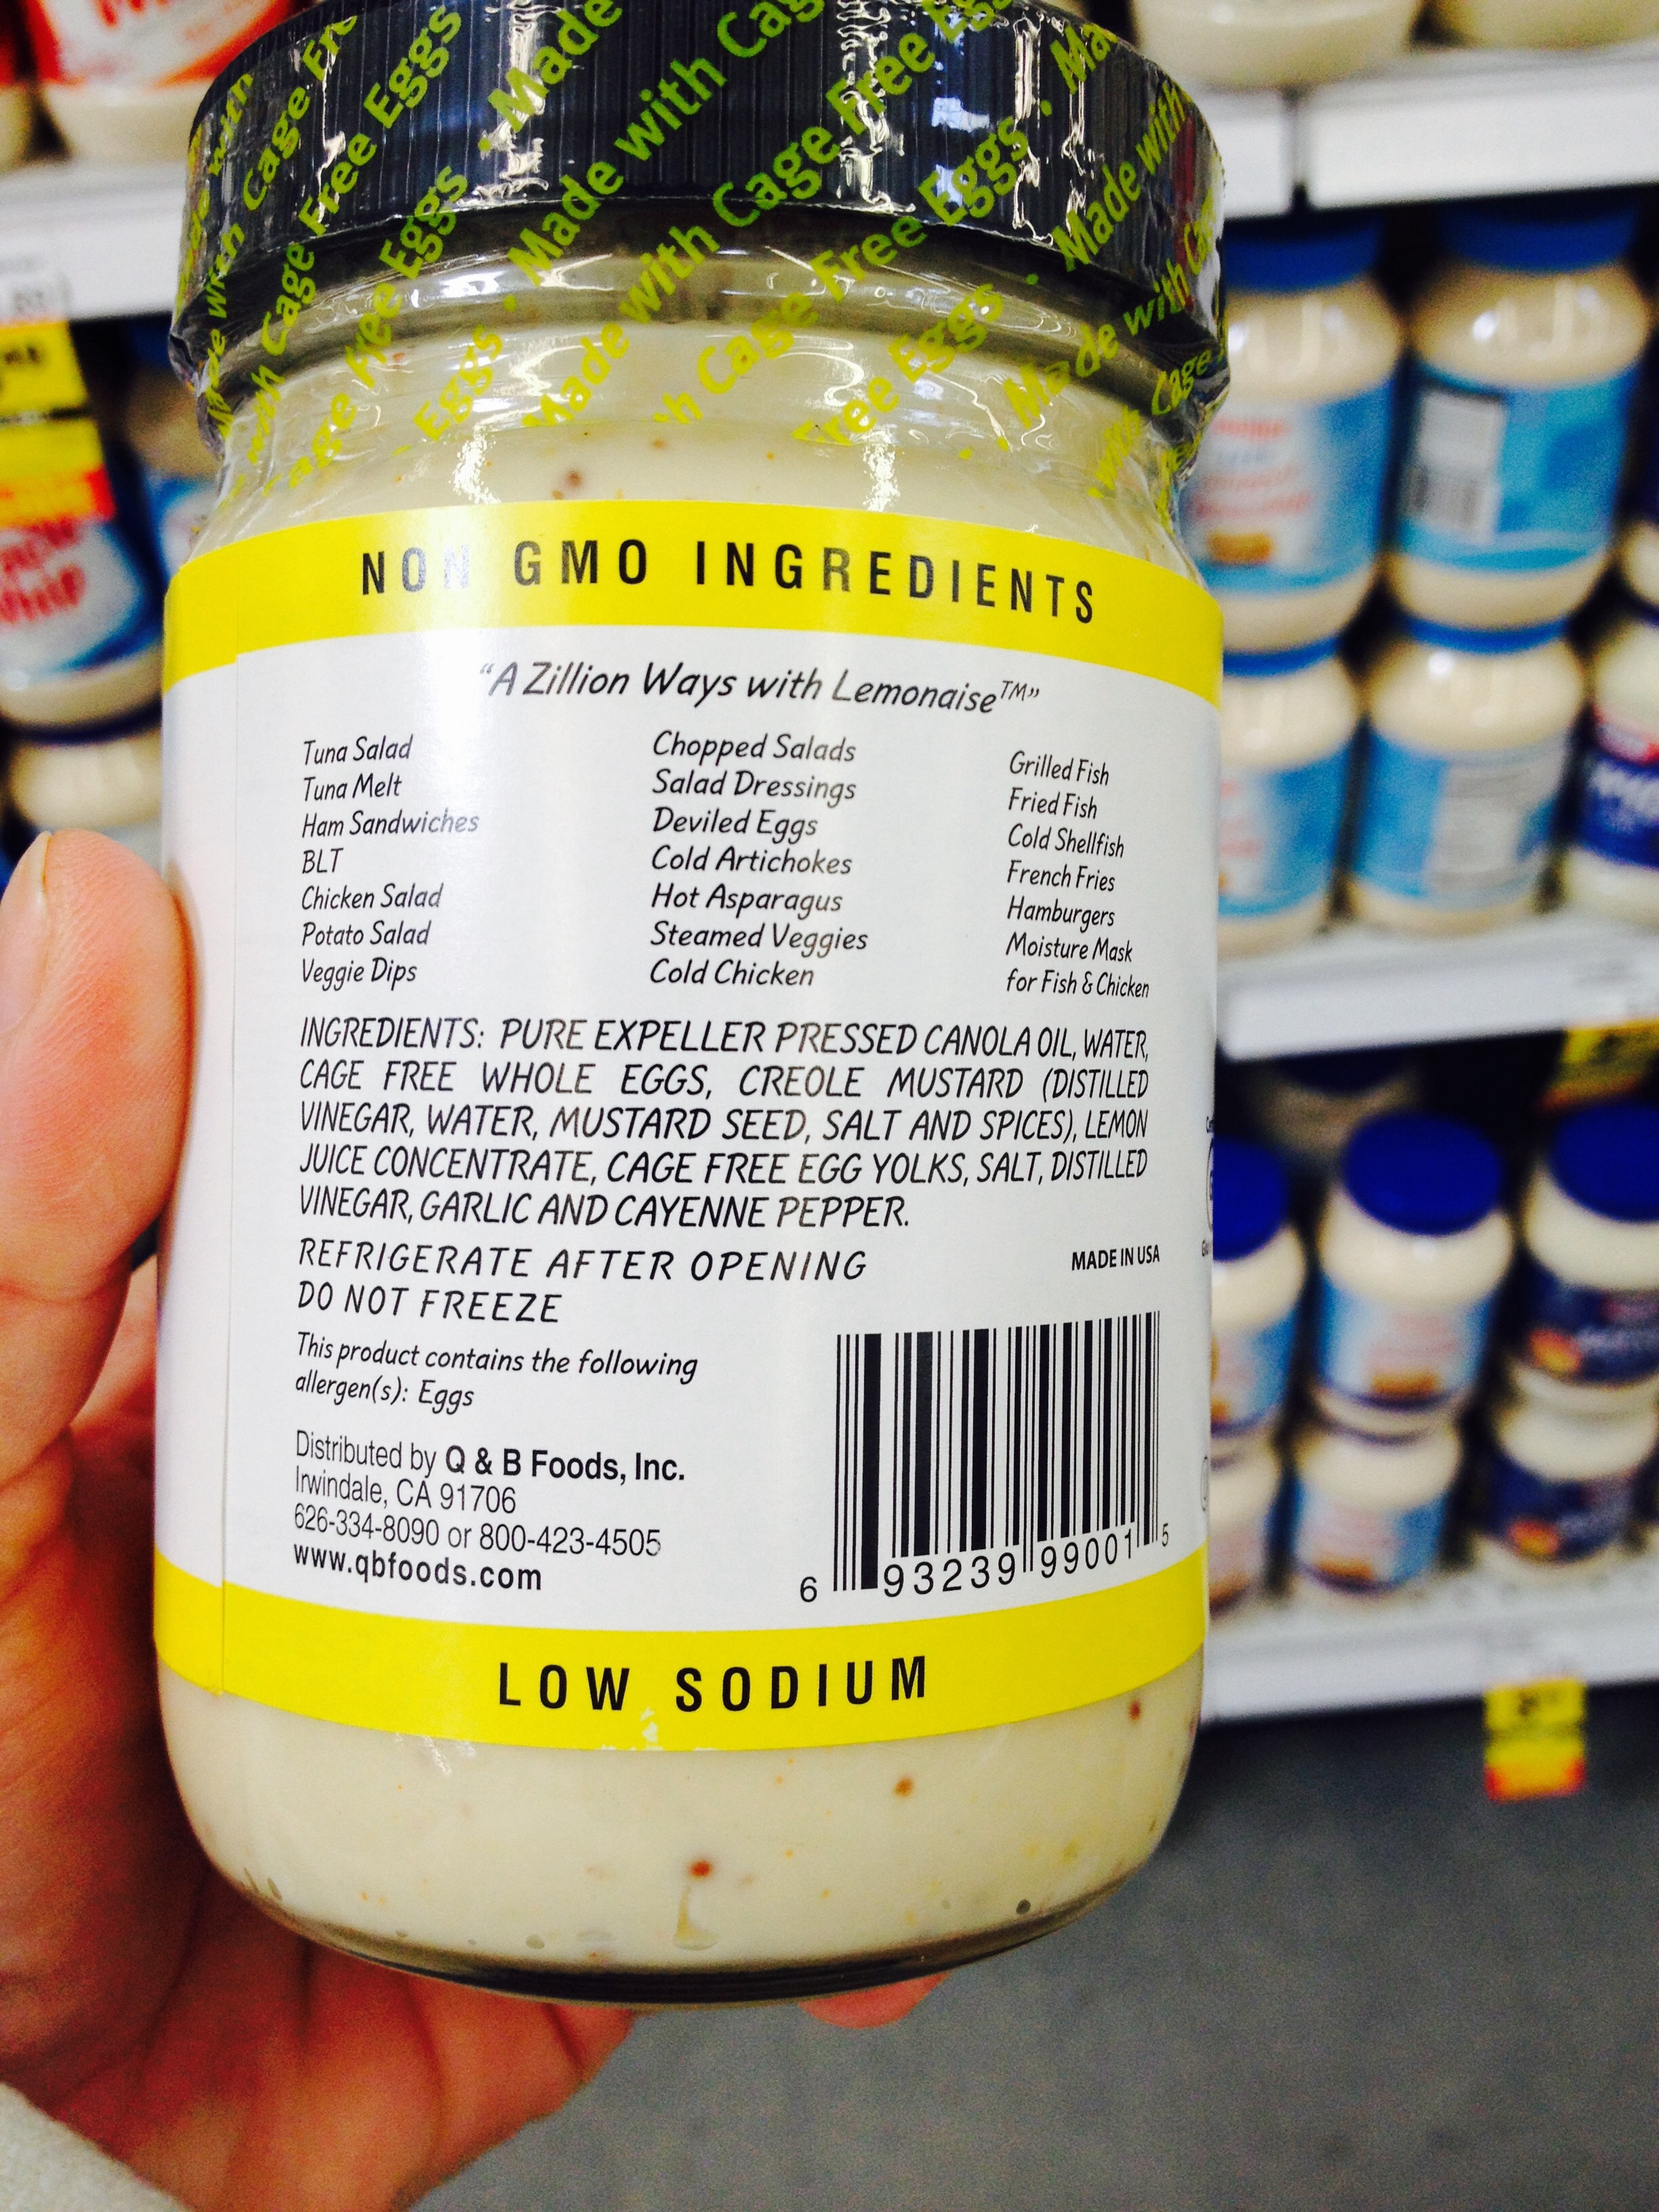 Made with Cage Free Eggs
NON GMO INGREDIENTS
“A Zillion Ways with Lemonaise™”
Tuna Salad
Tuna Melt
Ham Sandwiches
BLT
Chicken Salad
Potato Salad
Veggie Dips
Chopped Salads
Salad Dressings
Deviled Eggs
Cold Artichokes
Hot Asparagus
Steamed Veggies
Cold Chicken
Grilled Fish
Fried Fish
Cold Shellfish
French Fries
Hamburgers
Moisture Mask
for Fish & Chicken
INGREDIENTS: PURE EXPELLER PRESSED CANOLA OIL, WATER,
CAGE FREE WHOLE EGGS, CREOLE MUSTARD (DISTILLED
VINEGAR, WATER, MUSTARD SEED, SALT AND SPICES), LEMON
JUICE CONCENTRATE, CAGE FREE EGG YOLKS, SALT, DISTILLED
VINEGAR, GARLIC AND CAYENNE PEPPER.
REFRIGERATE AFTER OPENING
MADE IN USA
DO NOT FREEZE
This product contains the following
allergen(s): Eggs
Distributed by Q & B Foods, Inc.
Irwindale, CA 91706
626-334-8090 or 800-423-4505
www.qbfoods.com
6 93239 99001 5
LOW SODIUM